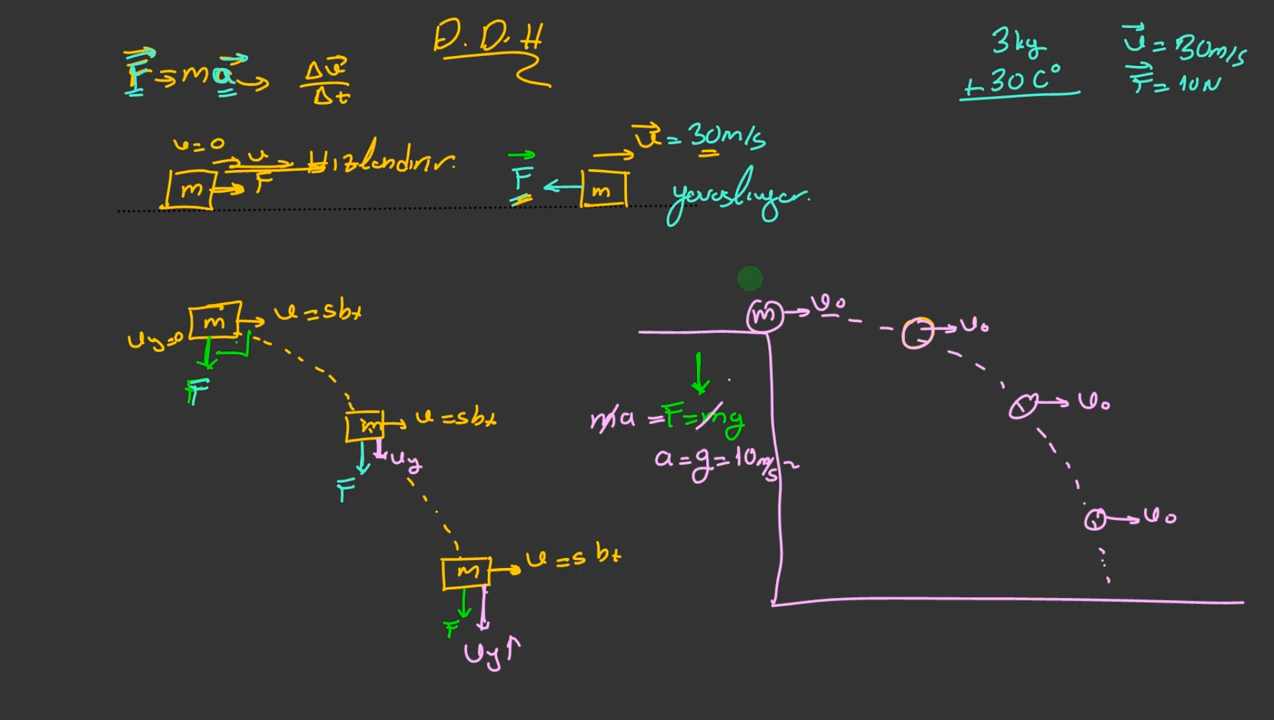 D.D.H
F → ma → Δv/Δt
3kg
+30 C°
v = 30m/s
F = 10N
v=0
v
m
F
Hızlandırır.
F
m
v = 30m/s
yavaşlıyor.
m
v = sbt
vy=0
F
m
v = sbt
vy
F
m
v = sbt
F
vy↑
m
v0
v0
v0
v0
ma = F = mg
a = g = 10m/s²